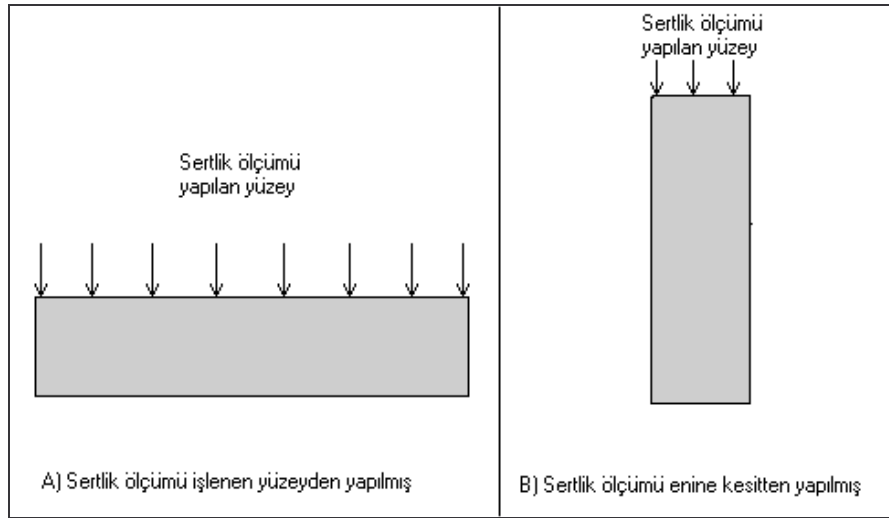 Sertlik ölçümü
yapılan yüzey
A) Sertlik ölçümü işlenen yüzeyden yapılmış
Sertlik ölçümü
yapılan yüzey
B) Sertlik ölçümü enine kesitten yapılmış